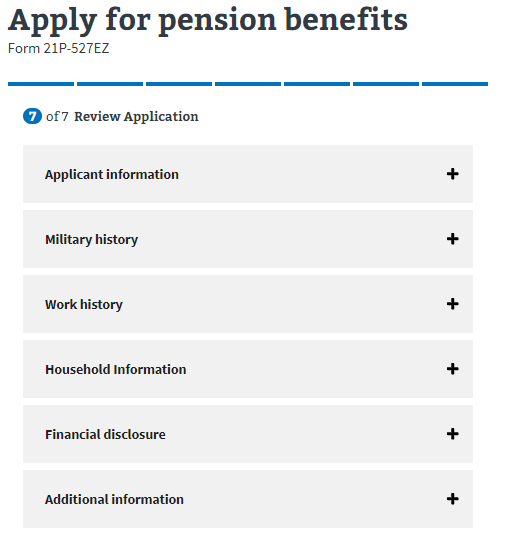 Apply for pension benefits
Form 21P-527EZ
7 of 7 Review Application
Applicant information
Military history
Work history
Household Information
Financial disclosure
Additional information